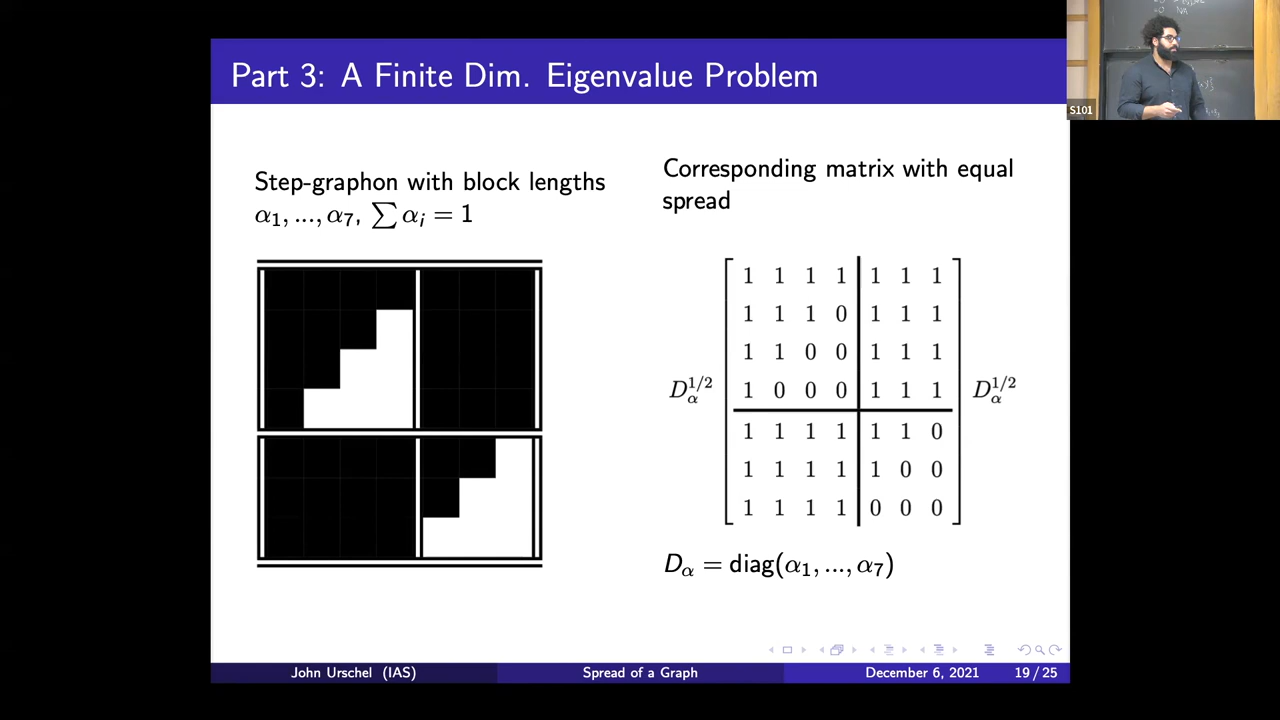 Part 3: A Finite Dim. Eigenvalue Problem
Step-graphon with block lengths
α₁, ..., α₇, ∑ αᵢ = 1
Corresponding matrix with equal
spread
1 1 1 1 1 1 1
1 1 1 0 1 1 1
1 1 0 0 1 1 1
D_α^{1/2} 1 0 0 0 1 1 1 D_α^{1/2}
1 1 1 1 1 1 0
1 1 1 1 1 0 0
1 1 1 1 0 0 0
D_α = diag(α₁, ..., α₇)
John Urschel (IAS) Spread of a Graph December 6, 2021 19 / 25
S101